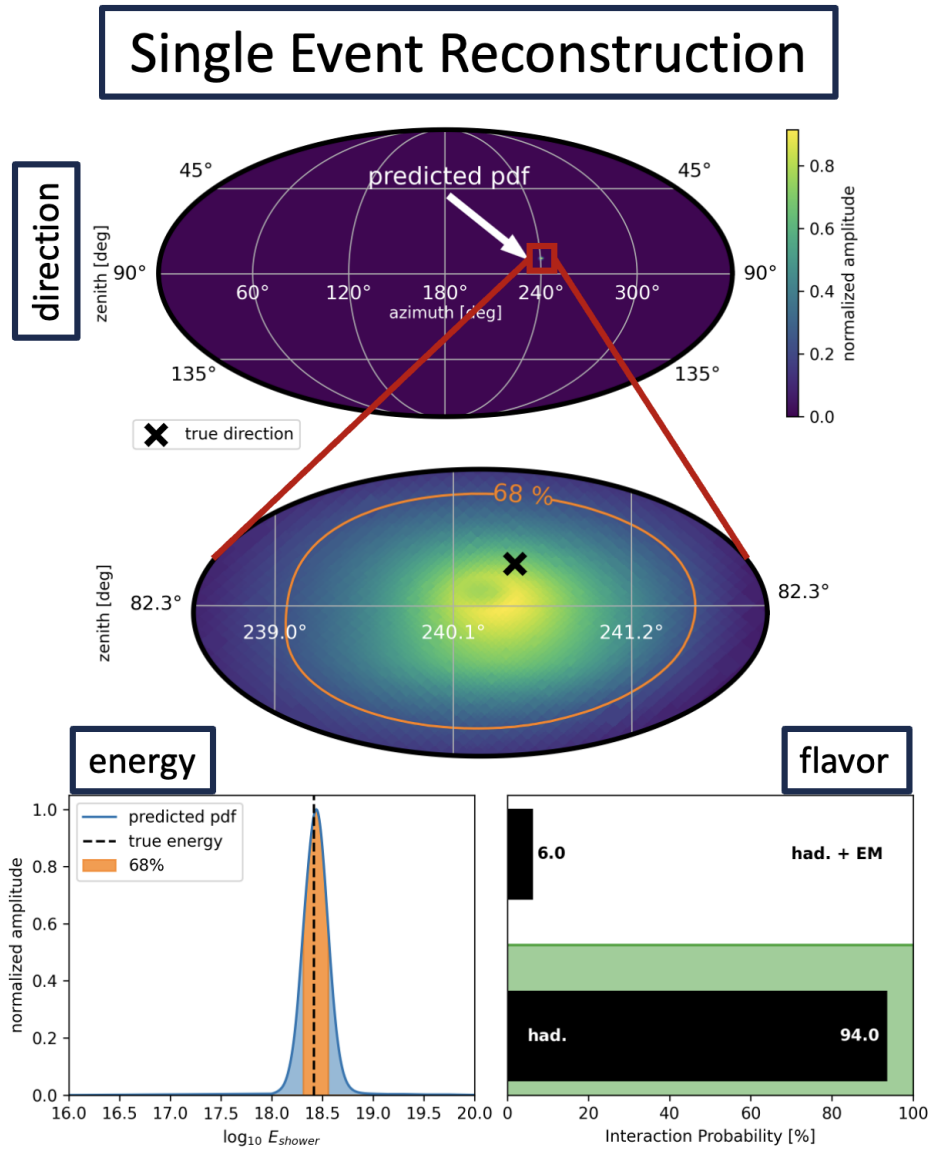 Single Event Reconstruction
direction
zenith [deg]
45°
45°
90°
90°
135°
135°
predicted pdf
60°
120°
180°
240°
300°
azimuth [deg]
0.8
0.6
0.4
0.2
0.0
normalized amplitude
true direction
68 %
zenith [deg]
82.3°
82.3°
239.0°
240.1°
241.2°
energy
predicted pdf
true energy
68%
normalized amplitude
1.0
0.8
0.6
0.4
0.2
0.0
16.0
16.5
17.0
17.5
18.0
18.5
19.0
19.5
20.0
log₁₀ E_shower
flavor
6.0
had. + EM
had.
94.0
0
20
40
60
80
100
Interaction Probability [%]